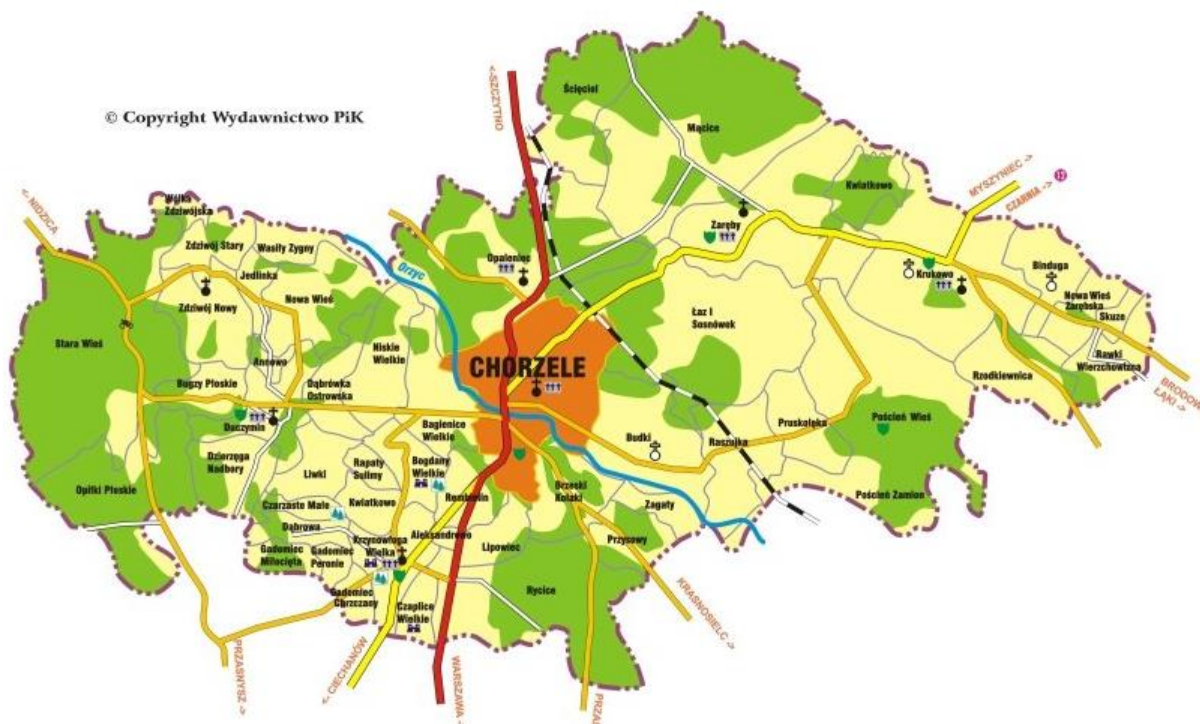 © Copyright Wydawnictwo PiK
<-SZCZYTNO
Ścięciel
Mącice
<- NIDZICA
Wólka
Zdziwójska
Zdziwój Stary
Wasiły Zygny
Jedlinka
Zdziwój Nowy
Nowa Wieś
Orzyc
Opaleniec
Zaręby
Kwiatkowo
MYSZYNIEC ->
CZARNIA ->
Krukowo
Binduga
Nowa Wieś
Zarębska
Skuze
Rawki
Wierzchowizna
BRODOWE
ŁĄKI ->
Rzodkiewnica
Łaz I
Sosnówek
Stara Wieś
Annowo
Niskie
Wielkie
CHORZELE
Bugzy Płoskie
Dąbrówka
Ostrowska
Duczymin
Bagienice
Wielkie
Budki
Raszujka
Pruskołęka
Poścień Wieś
Dzierzęga
Nadbory
Liwki
Rapaty
Sulimy
Bogdany
Wielkie
Rembielin
Brzeski
Kołaki
Zagaty
Poścień Zamion
Opiłki Płoskie
Czarzaste Małe
Kwiatkowo
Dąbrowa
Krzynowłoga
Wielka
Aleksandrowo
Lipowiec
Przysowy
Gadomiec
Miłocięta
Gadomiec
Peronie
Gadomiec
Chrzczany
Czaplice
Wielkie
Rycice
KRASNOSIELC ->
PRZASNYSZ ->
<- CIECHANÓW
WARSZAWA -